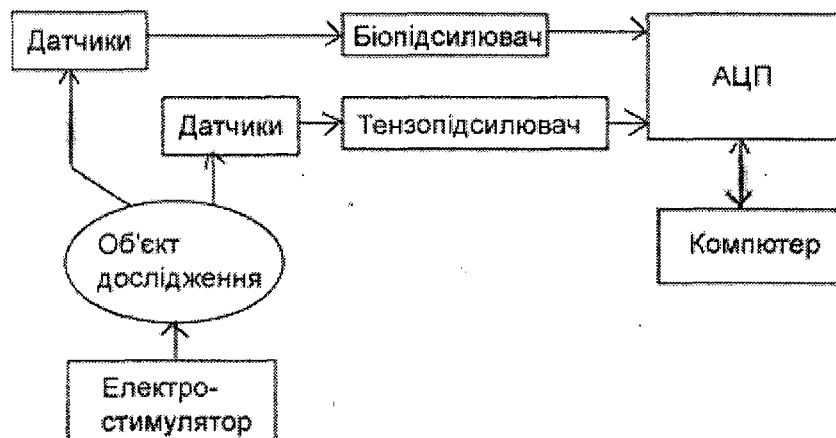 Датчики
Біопідсилювач
АЦП
Датчики
Тензопідсилювач
Компютер
Об'єкт
дослідження
Електро-
стимулятор